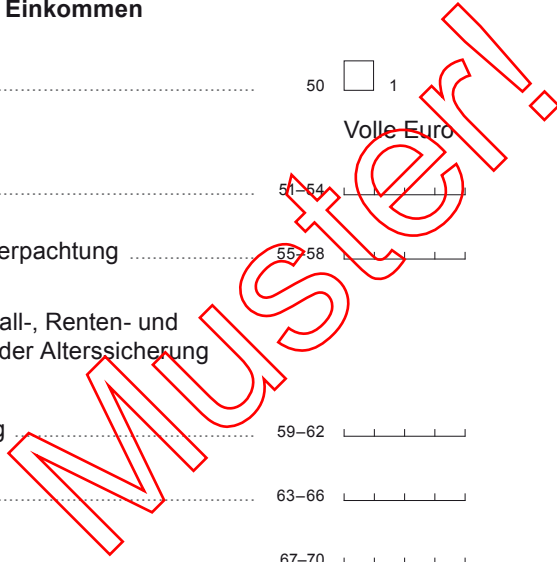 Einkommen
50 1
Volle Euro
51–54
erpachtung 55–58
all-, Renten- und
der Alterssicherung
g 59–62
63–66
67–70
Muster!